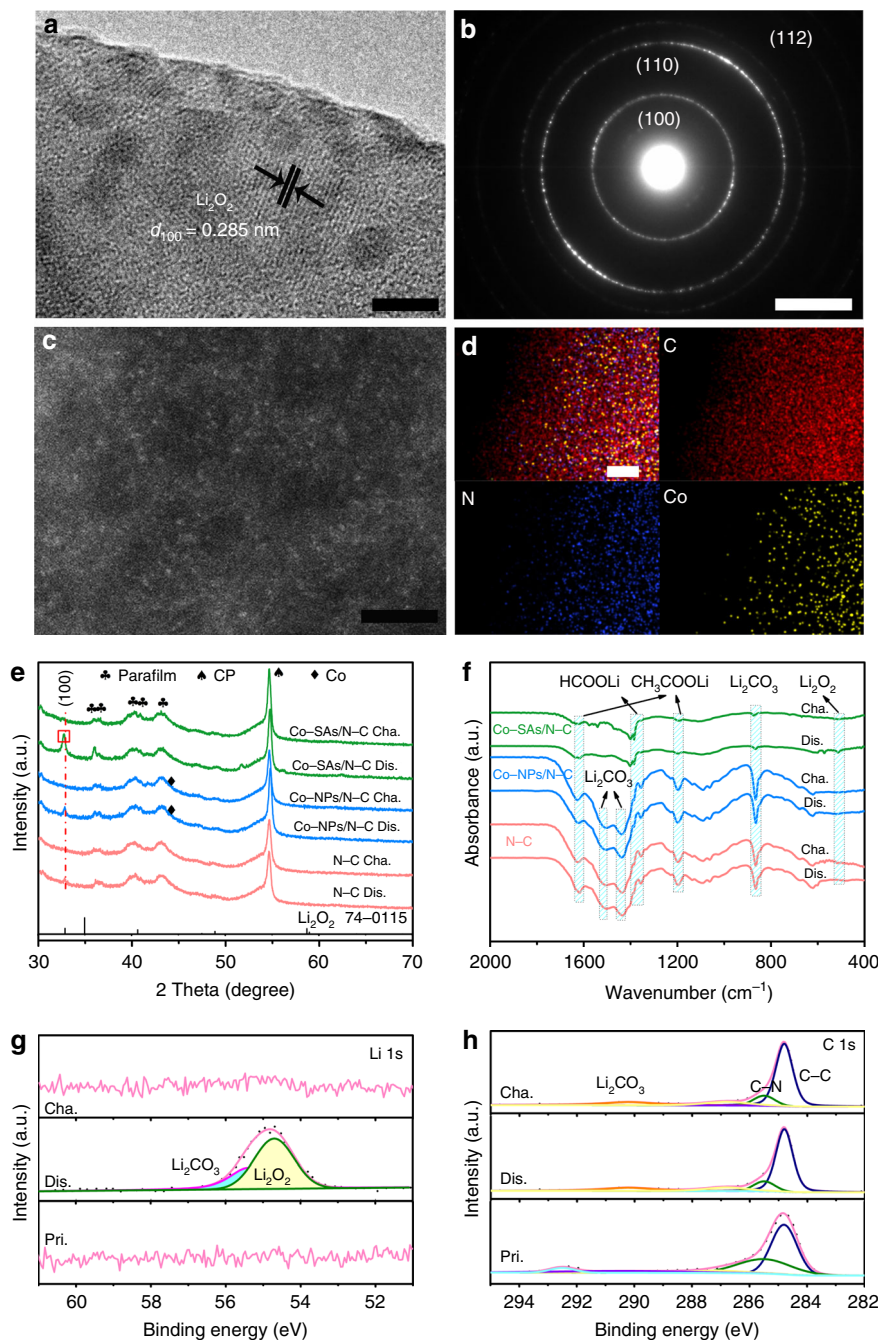 a
Li₂O₂
d₁₀₀ = 0.285 nm
b
(112)
(110)
(100)
c
d
C
N
Co
e
(100)
♣ Parafilm ♠ CP ♦ Co
Co–SAs/N–C Cha.
Co–SAs/N–C Dis.
Co–NPs/N–C Cha.
Co–NPs/N–C Dis.
N–C Cha.
N–C Dis.
Li₂O₂ 74–0115
Intensity (a.u.)
30 40 50 60 70
2 Theta (degree)
f
HCOOLi CH₃COOLi Li₂CO₃ Li₂O₂
Cha.
Co–SAs/N–C
Dis.
Co–NPs/N–C
Li₂CO₃
Cha.
Dis.
N–C
Cha.
Dis.
Absorbance (a.u.)
2000 1600 1200 800 400
Wavenumber (cm⁻¹)
g
Li 1s
Cha.
Li₂CO₃
Li₂O₂
Dis.
Pri.
Intensity (a.u.)
60 58 56 54 52
Binding energy (eV)
h
C 1s
C–C
C–N
Li₂CO₃
Cha.
Dis.
Pri.
Intensity (a.u.)
294 292 290 288 286 284 282
Binding energy (eV)